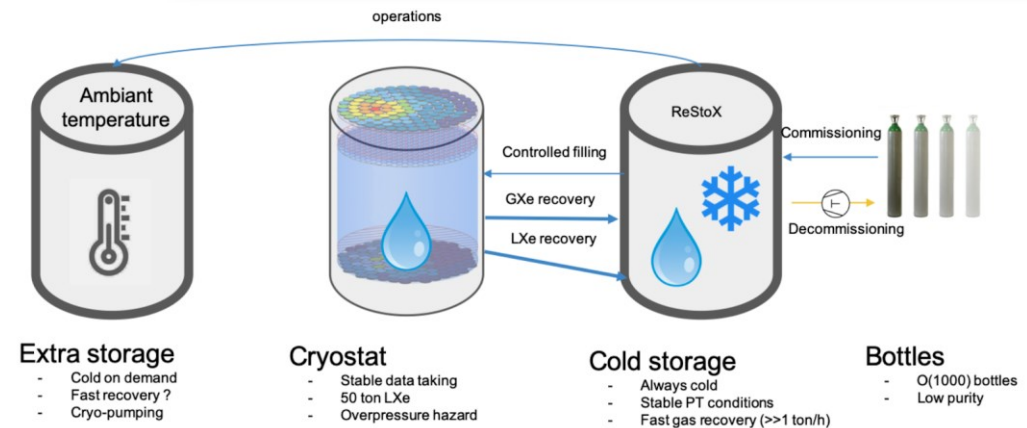 operations
Ambiant
temperature
ReStoX
Commissioning
Controlled filling
GXe recovery
LXe recovery
Decommissioning
Extra storage
- Cold on demand
- Fast recovery ?
- Cryo-pumping
Cryostat
- Stable data taking
- 50 ton LXe
- Overpressure hazard
Cold storage
- Always cold
- Stable PT conditions
- Fast gas recovery (>>1 ton/h)
Bottles
- O(1000) bottles
- Low purity